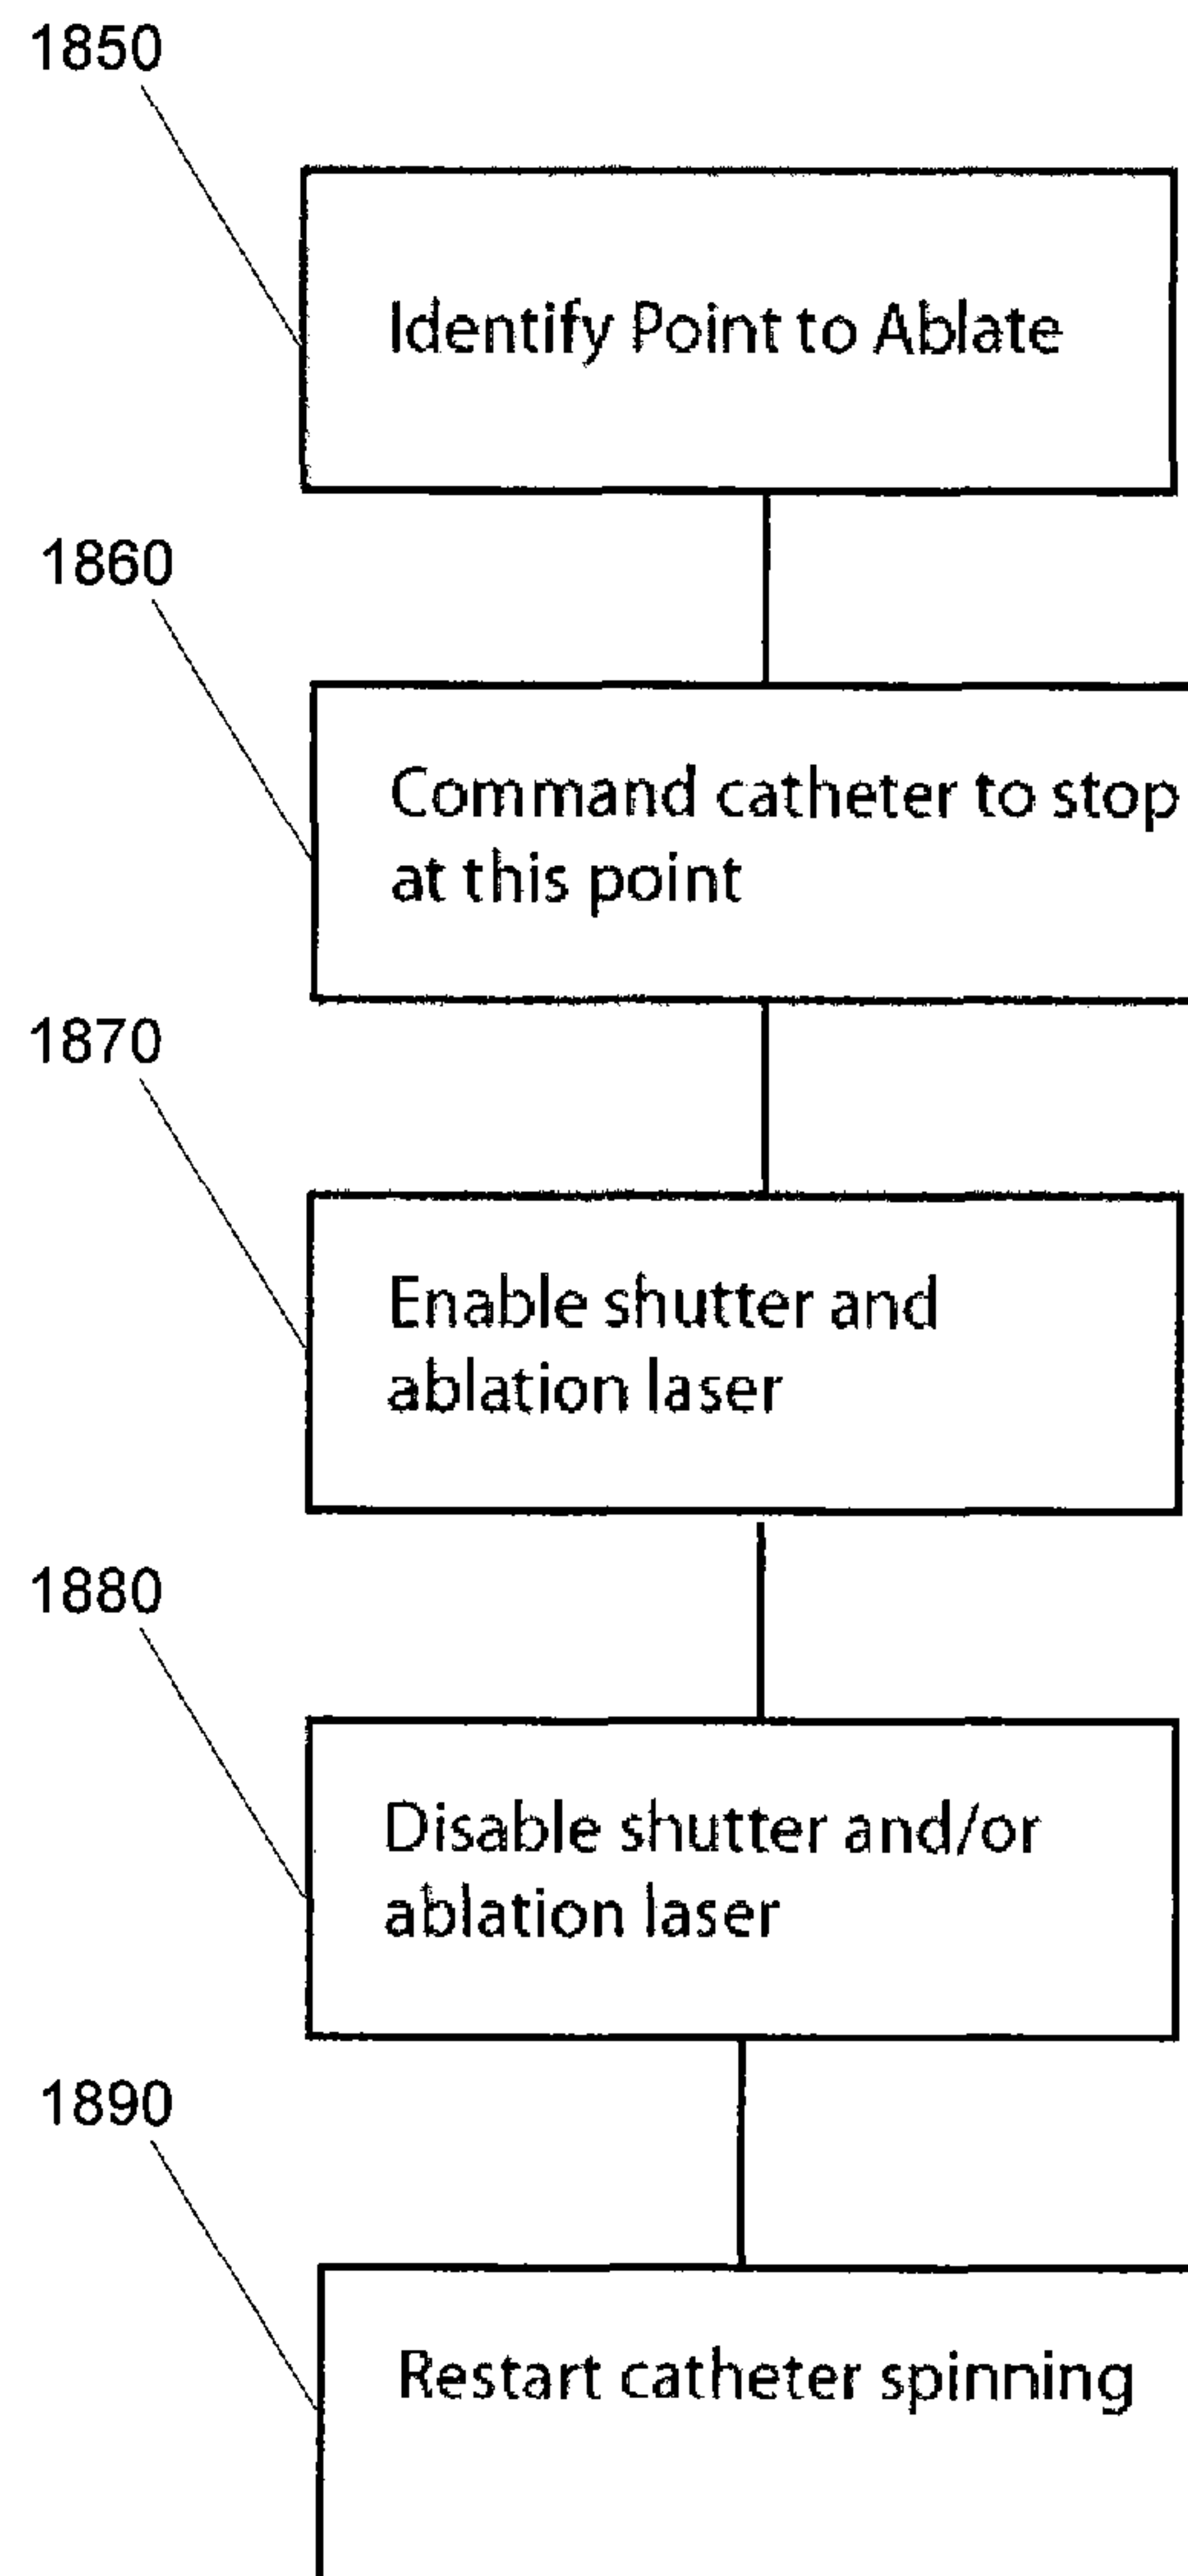 1850
Identify Point to Ablate
1860
Command catheter to stop
at this point
1870
Enable shutter and
ablation laser
1880
Disable shutter and/or
ablation laser
1890
Restart catheter spinning